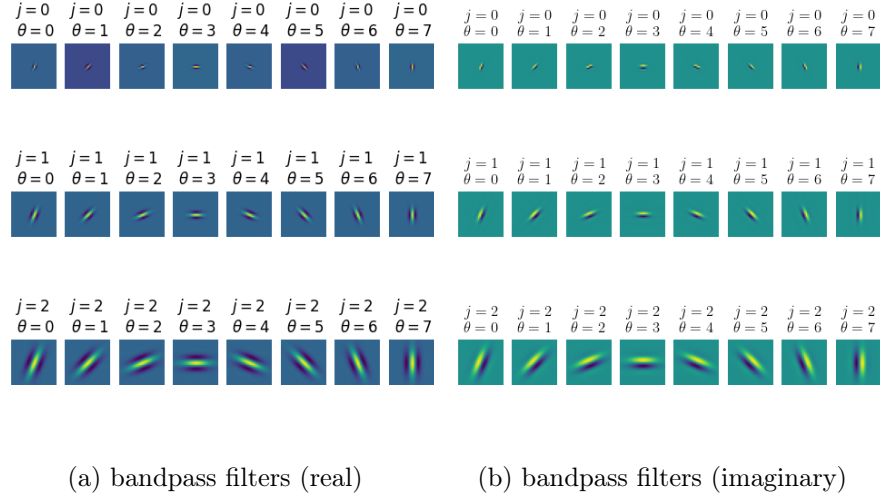 j = 0 j = 0 j = 0 j = 0 j = 0 j = 0 j = 0 j = 0
θ = 0 θ = 1 θ = 2 θ = 3 θ = 4 θ = 5 θ = 6 θ = 7
j = 1 j = 1 j = 1 j = 1 j = 1 j = 1 j = 1 j = 1
θ = 0 θ = 1 θ = 2 θ = 3 θ = 4 θ = 5 θ = 6 θ = 7
j = 2 j = 2 j = 2 j = 2 j = 2 j = 2 j = 2 j = 2
θ = 0 θ = 1 θ = 2 θ = 3 θ = 4 θ = 5 θ = 6 θ = 7
(a) bandpass filters (real)
j = 0 j = 0 j = 0 j = 0 j = 0 j = 0 j = 0 j = 0
θ = 0 θ = 1 θ = 2 θ = 3 θ = 4 θ = 5 θ = 6 θ = 7
j = 1 j = 1 j = 1 j = 1 j = 1 j = 1 j = 1 j = 1
θ = 0 θ = 1 θ = 2 θ = 3 θ = 4 θ = 5 θ = 6 θ = 7
j = 2 j = 2 j = 2 j = 2 j = 2 j = 2 j = 2 j = 2
θ = 0 θ = 1 θ = 2 θ = 3 θ = 4 θ = 5 θ = 6 θ = 7
(b) bandpass filters (imaginary)